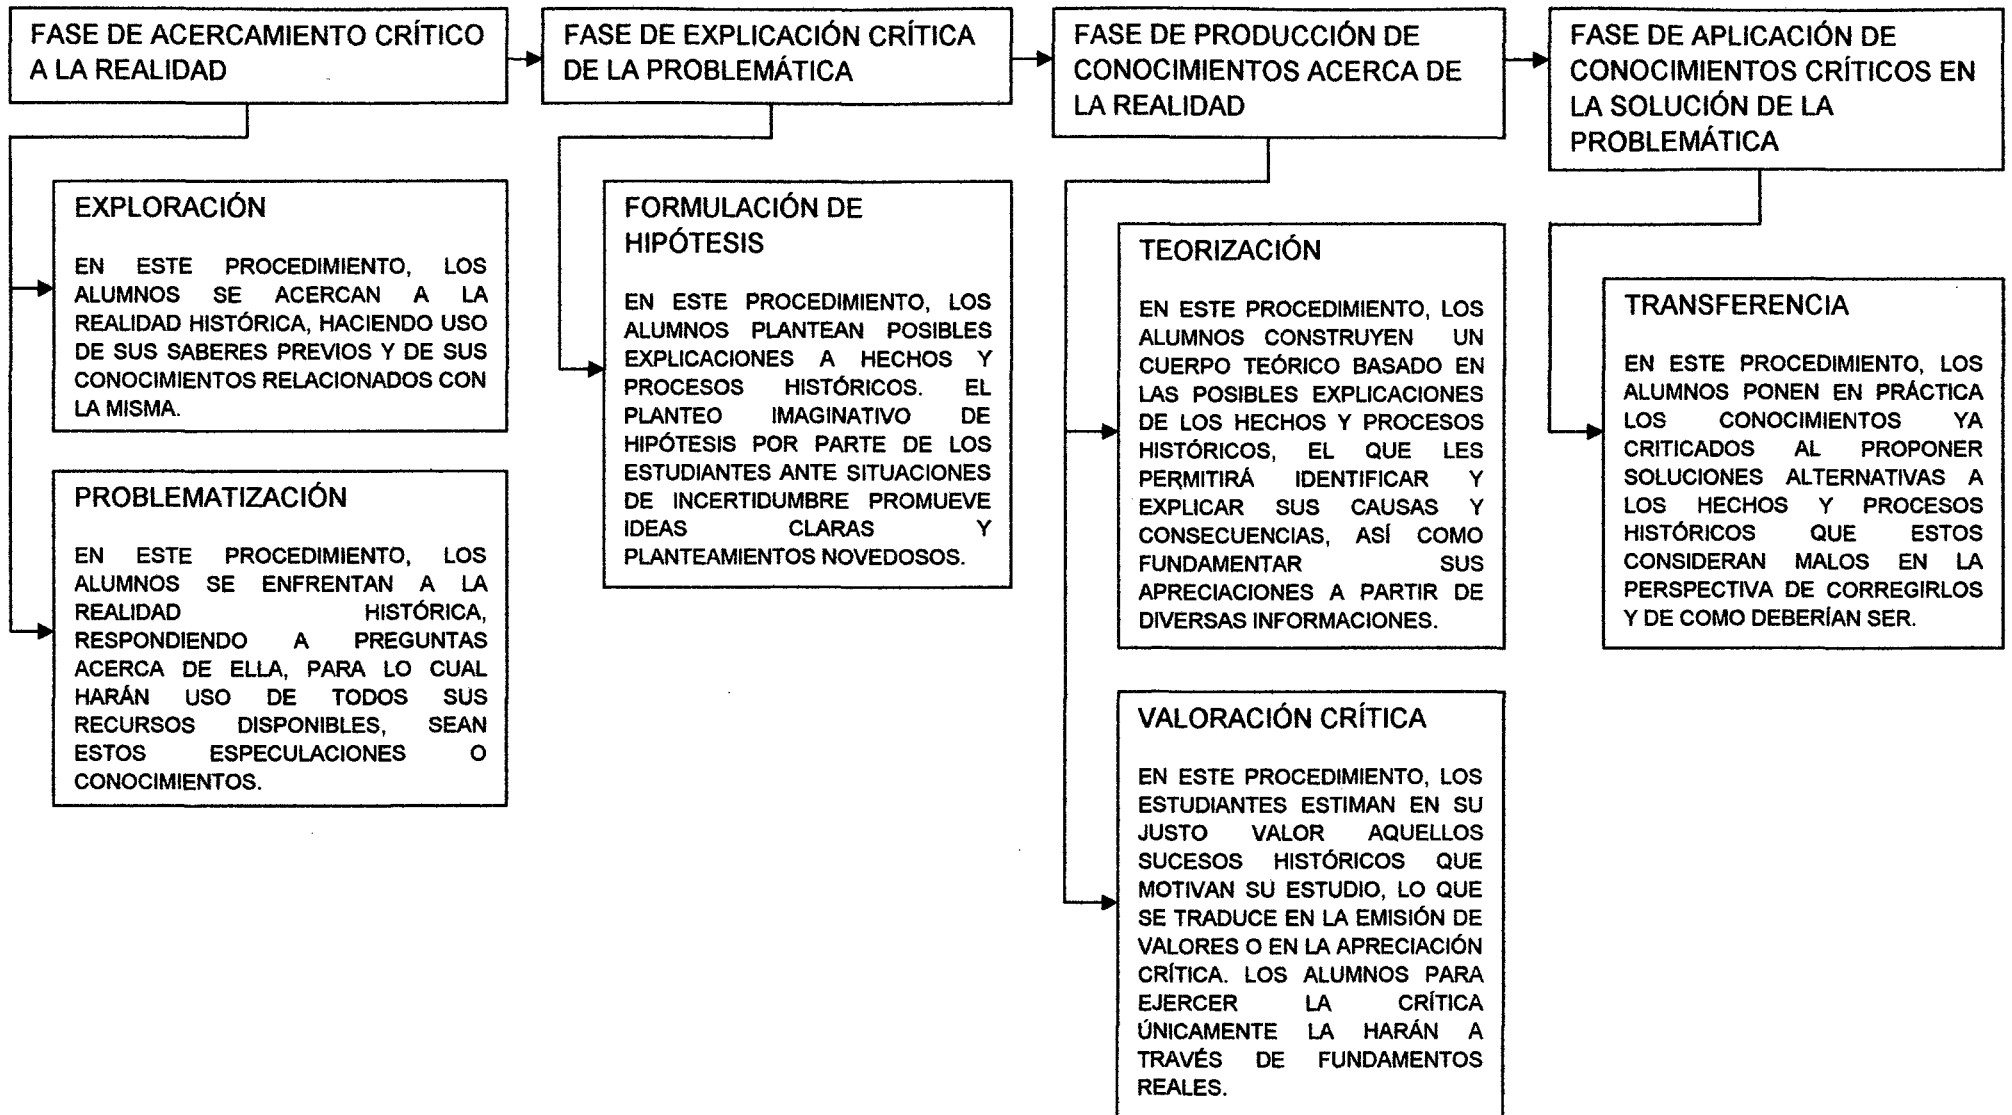 FASE DE ACERCAMIENTO CRÍTICO
A LA REALIDAD
EXPLORACIÓN
EN ESTE PROCEDIMIENTO, LOS
ALUMNOS SE ACERCAN A LA
REALIDAD HISTÓRICA, HACIENDO USO
DE SUS SABERES PREVIOS Y DE SUS
CONOCIMIENTOS RELACIONADOS CON
LA MISMA.
PROBLEMATIZACIÓN
EN ESTE PROCEDIMIENTO, LOS
ALUMNOS SE ENFRENTAN A LA
REALIDAD HISTÓRICA,
RESPONDIENDO A PREGUNTAS
ACERCA DE ELLA, PARA LO CUAL
HARÁN USO DE TODOS SUS
RECURSOS DISPONIBLES, SEAN
ESTOS ESPECULACIONES O
CONOCIMIENTOS.
FASE DE EXPLICACIÓN CRÍTICA
DE LA PROBLEMÁTICA
FORMULACIÓN DE
HIPÓTESIS
EN ESTE PROCEDIMIENTO, LOS
ALUMNOS PLANTEAN POSIBLES
EXPLICACIONES A HECHOS Y
PROCESOS HISTÓRICOS. EL
PLANTEO IMAGINATIVO DE
HIPÓTESIS POR PARTE DE LOS
ESTUDIANTES ANTE SITUACIONES
DE INCERTIDUMBRE PROMUEVE
IDEAS CLARAS Y
PLANTEAMIENTOS NOVEDOSOS.
FASE DE PRODUCCIÓN DE
CONOCIMIENTOS ACERCA DE
LA REALIDAD
TEORIZACIÓN
EN ESTE PROCEDIMIENTO, LOS
ALUMNOS CONSTRUYEN UN
CUERPO TEÓRICO BASADO EN
LAS POSIBLES EXPLICACIONES
DE LOS HECHOS Y PROCESOS
HISTÓRICOS, EL QUE LES
PERMITIRÁ IDENTIFICAR Y
EXPLICAR SUS CAUSAS Y
CONSECUENCIAS, ASÍ COMO
FUNDAMENTAR SUS
APRECIACIONES A PARTIR DE
DIVERSAS INFORMACIONES.
VALORACIÓN CRÍTICA
EN ESTE PROCEDIMIENTO, LOS
ESTUDIANTES ESTIMAN EN SU
JUSTO VALOR AQUELLOS
SUCESOS HISTÓRICOS QUE
MOTIVAN SU ESTUDIO, LO QUE
SE TRADUCE EN LA EMISIÓN DE
VALORES O EN LA APRECIACIÓN
CRÍTICA. LOS ALUMNOS PARA
EJERCER LA CRÍTICA
ÚNICAMENTE LA HARÁN A
TRAVÉS DE FUNDAMENTOS
REALES.
FASE DE APLICACIÓN DE
CONOCIMIENTOS CRÍTICOS EN
LA SOLUCIÓN DE LA
PROBLEMÁTICA
TRANSFERENCIA
EN ESTE PROCEDIMIENTO, LOS
ALUMNOS PONEN EN PRÁCTICA
LOS CONOCIMIENTOS YA
CRITICADOS AL PROPONER
SOLUCIONES ALTERNATIVAS A
LOS HECHOS Y PROCESOS
HISTÓRICOS QUE ESTOS
CONSIDERAN MALOS EN LA
PERSPECTIVA DE CORREGIRLOS
Y DE COMO DEBERÍAN SER.